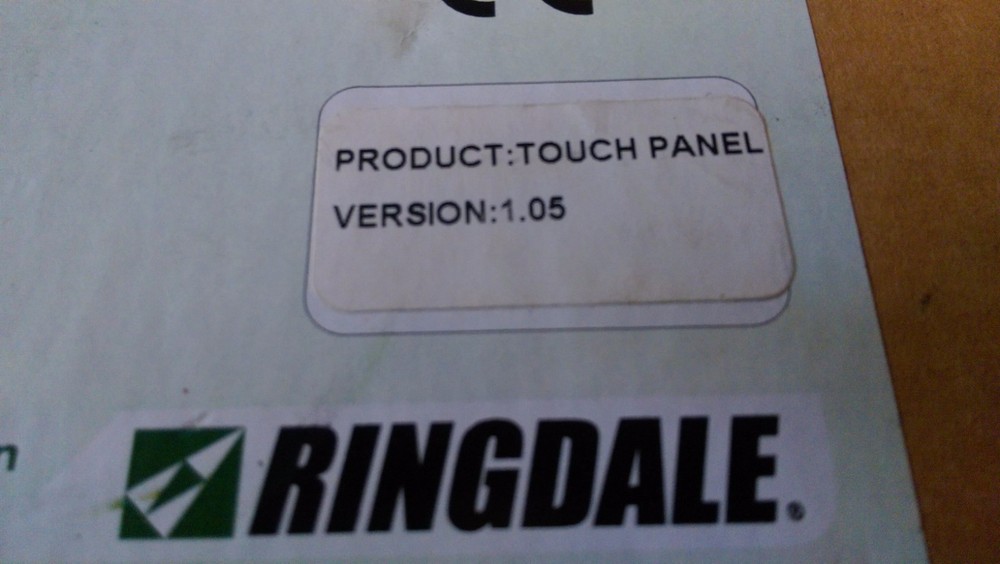 PRODUCT:TOUCH PANEL
VERSION:1.05
n
RINGDALE®